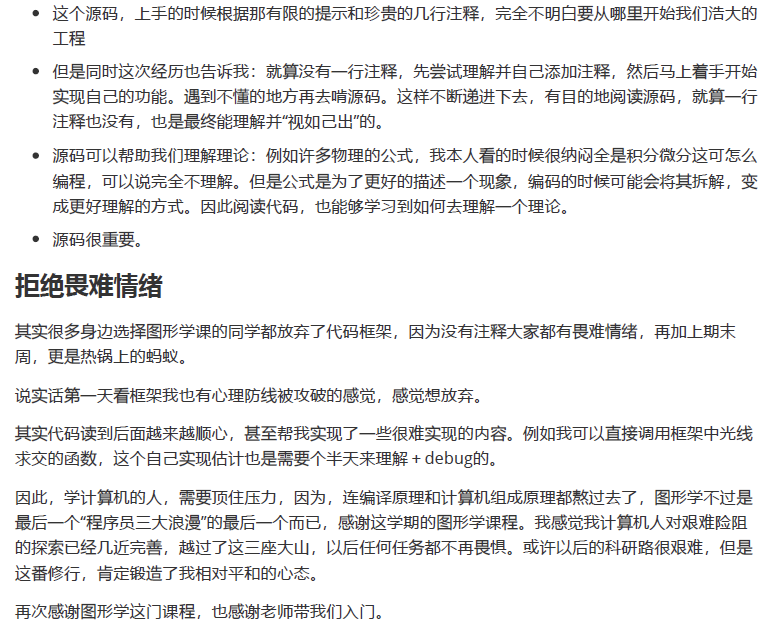 这个源码，上手的时候根据那有限的提示和珍贵的几行注释，完全不明白要从哪里开始我们浩大的
工程
但是同时这次经历也告诉我：就算没有一行注释，先尝试理解并自己添加注释，然后马上着手开始
实现自己的功能。遇到不懂的地方再去啃源码。这样不断递进下去，有目的地阅读源码，就算一行
注释也没有，也是最终能理解并“视如己出”的。
源码可以帮助我们理解理论：例如许多物理的公式，我本人看的时候很纳闷全是积分微分这可怎么
编程，可以说完全不理解。但是公式是为了更好的描述一个现象，编码的时候可能会将其拆解，变
成更好理解的方式。因此阅读代码，也能够学习到如何去理解一个理论。
源码很重要。
拒绝畏难情绪
其实很多身边选择图形学课的同学都放弃了代码框架，因为没有注释大家都有畏难情绪，再加上期末
周，更是热锅上的蚂蚁。
说实话第一天看框架我也有心理防线被攻破的感觉，感觉想放弃。
其实代码读到后面越来越顺心，甚至帮我实现了一些很难实现的内容。例如我可以直接调用框架中光线
求交的函数，这个自己实现估计也是需要个半天来理解＋debug的。
因此，学计算机的人，需要顶住压力，因为，连编译原理和计算机组成原理都熬过去了，图形学不过是
最后一个“程序员三大浪漫”的最后一个而已，感谢这学期的图形学课程。我感觉我计算机人对艰难险阻
的探索已经几近完善，越过了这三座大山，以后任何任务都不再畏惧。或许以后的科研路很艰难，但是
这番修行，肯定锻造了我相对平和的心态。
再次感谢图形学这门课程，也感谢老师带我们入门。